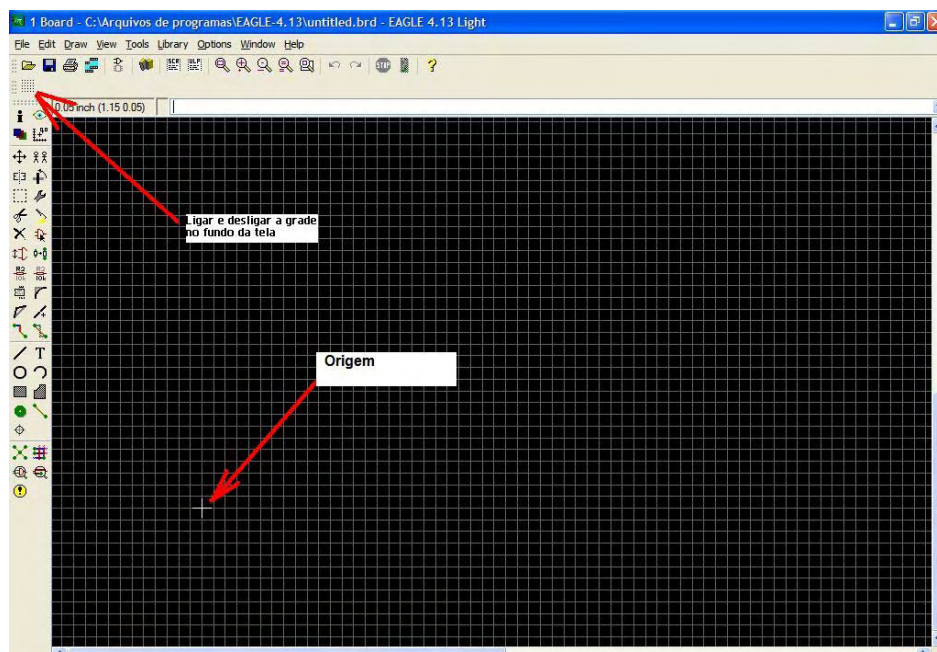 1 Board - C:\Arquivos de programas\EAGLE-4.13\untitled.brd - EAGLE 4.13 Light
File Edit Draw View Tools Library Options Window Help
0.05 inch (1.15 0.05)
Ligar e desligar a grade
no fundo da tela
Origem